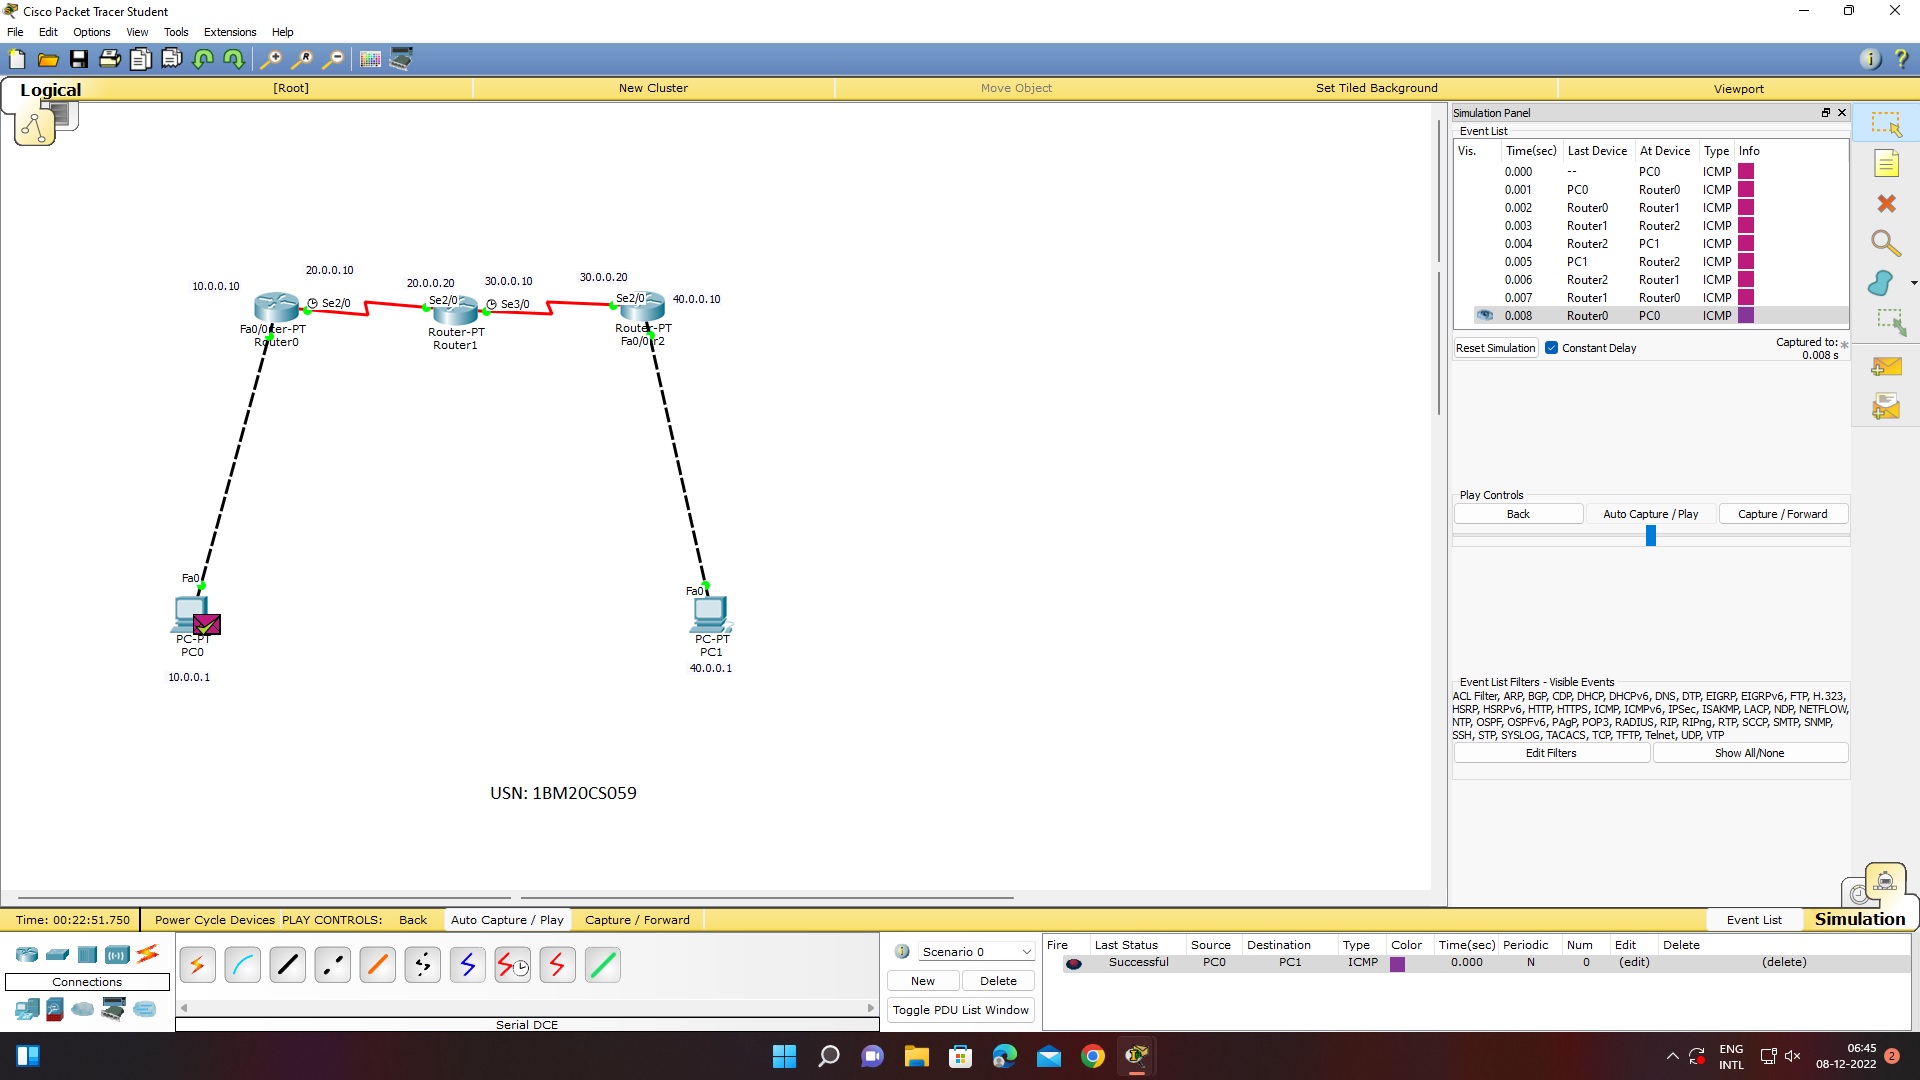 Cisco Packet Tracer Student
File Edit Options View Tools Extensions Help
Logical [Root] New Cluster Move Object Set Tiled Background Viewport
Simulation Panel
Event List
Vis. Time(sec) Last Device At Device Type Info
0.000 -- PC0 ICMP
0.001 PC0 Router0 ICMP
0.002 Router0 Router1 ICMP
0.003 Router1 Router2 ICMP
0.004 Router2 PC1 ICMP
0.005 PC1 Router2 ICMP
0.006 Router2 Router1 ICMP
0.007 Router1 Router0 ICMP
0.008 Router0 PC0 ICMP
Reset Simulation Constant Delay Captured to: *
0.008 s
10.0.0.10 20.0.0.10 20.0.0.20 30.0.0.10 30.0.0.20 40.0.0.10
Se2/0 Se2/0 Se3/0 Se2/0
Fa0/0 Router-PT Router-PT
Router0 Router1 Fa0/0
Play Controls
Back Auto Capture / Play Capture / Forward
Fa0 Fa0
PC-PT PC-PT
PC0 PC1
10.0.0.1 40.0.0.1
Event List Filters - Visible Events
ACL Filter, ARP, BGP, CDP, DHCP, DHCPv6, DNS, DTP, EIGRP, EIGRPv6, FTP, H.323,
HSRP, HSRPv6, HTTP, HTTPS, ICMP, ICMPv6, IPSec, ISAKMP, LACP, NDP, NETFLOW,
NTP, OSPF, OSPFv6, PAgP, POP3, RADIUS, RIP, RIPng, RTP, SCCP, SMTP, SNMP,
SSH, STP, SYSLOG, TACACS, TCP, TFTP, Telnet, UDP, VTP
Edit Filters Show All/None
USN: 1BM20CS059
Time: 00:22:51.750 Power Cycle Devices PLAY CONTROLS: Back Auto Capture / Play Capture / Forward Event List Simulation
Connections
Serial DCE
Scenario 0
New Delete
Toggle PDU List Window
Fire Last Status Source Destination Type Color Time(sec) Periodic Num Edit Delete
Successful PC0 PC1 ICMP 0.000 N 0 (edit) (delete)
ENG
INTL
06:45
08-12-2022
2